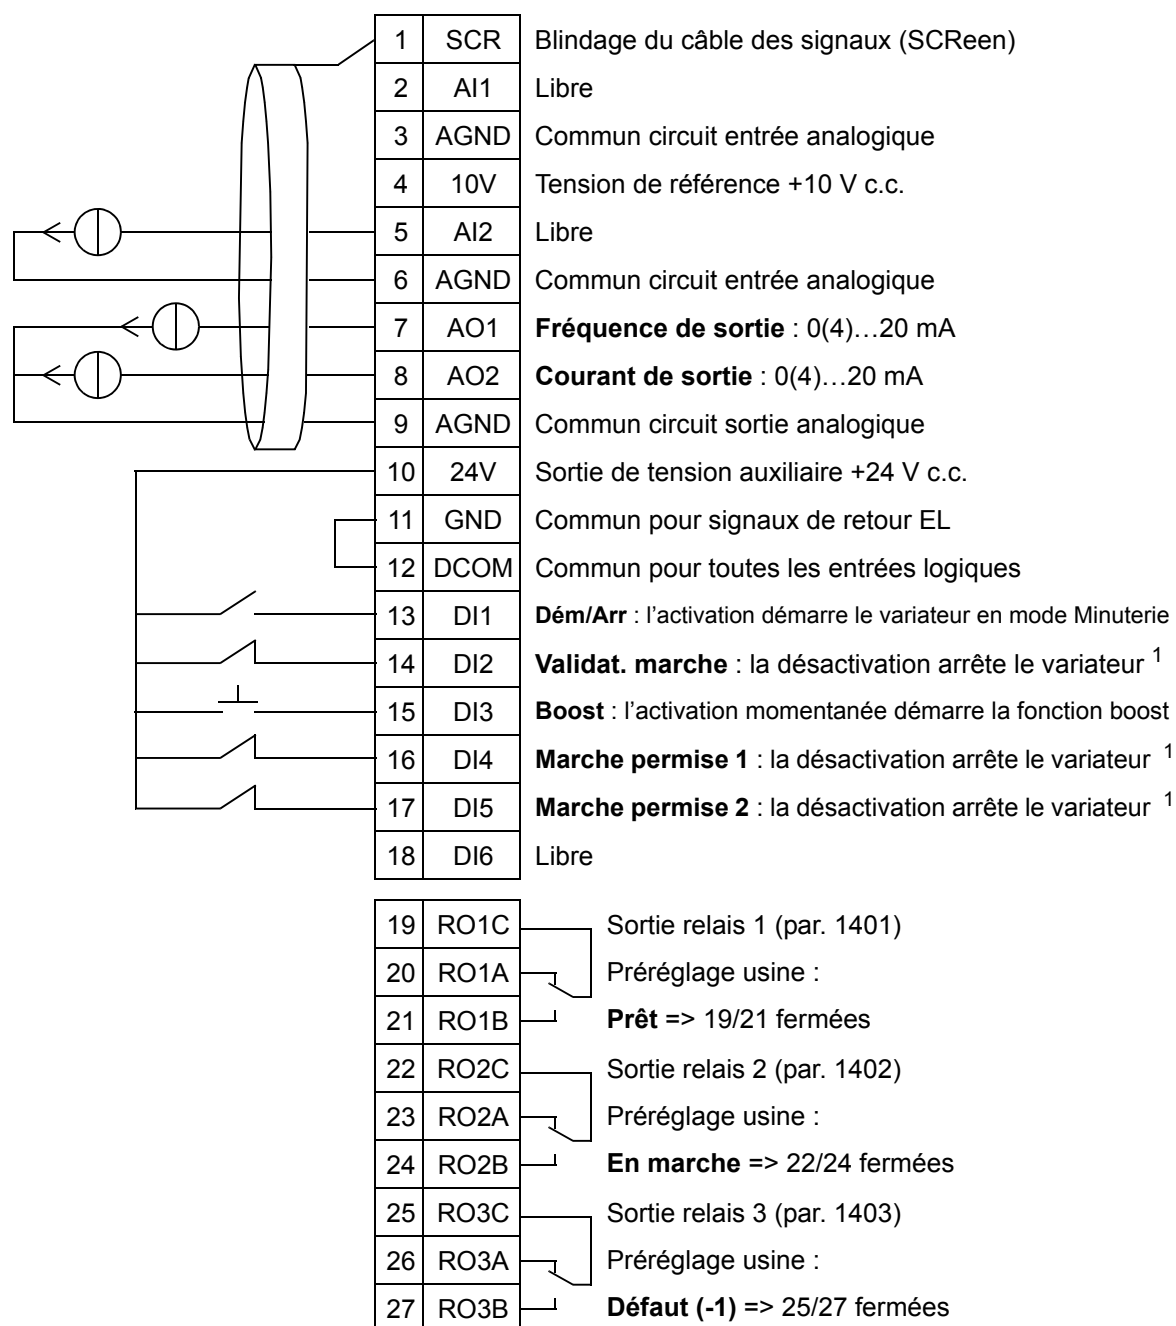 1 SCR Blindage du câble des signaux (SCReen)
2 AI1 Libre
3 AGND Commun circuit entrée analogique
4 10V Tension de référence +10 V c.c.
5 AI2 Libre
6 AGND Commun circuit entrée analogique
7 AO1 Fréquence de sortie : 0(4)…20 mA
8 AO2 Courant de sortie : 0(4)…20 mA
9 AGND Commun circuit sortie analogique
10 24V Sortie de tension auxiliaire +24 V c.c.
11 GND Commun pour signaux de retour EL
12 DCOM Commun pour toutes les entrées logiques
13 DI1 Dém/Arr : l’activation démarre le variateur en mode Minuterie
14 DI2 Validat. marche : la désactivation arrête le variateur 1
15 DI3 Boost : l’activation momentanée démarre la fonction boost
16 DI4 Marche permise 1 : la désactivation arrête le variateur 1
17 DI5 Marche permise 2 : la désactivation arrête le variateur 1
18 DI6 Libre
19 RO1C Sortie relais 1 (par. 1401)
20 RO1A Préréglage usine :
21 RO1B Prêt => 19/21 fermées
22 RO2C Sortie relais 2 (par. 1402)
23 RO2A Préréglage usine :
24 RO2B En marche => 22/24 fermées
25 RO3C Sortie relais 3 (par. 1403)
26 RO3A Préréglage usine :
27 RO3B Défaut (-1) => 25/27 fermées